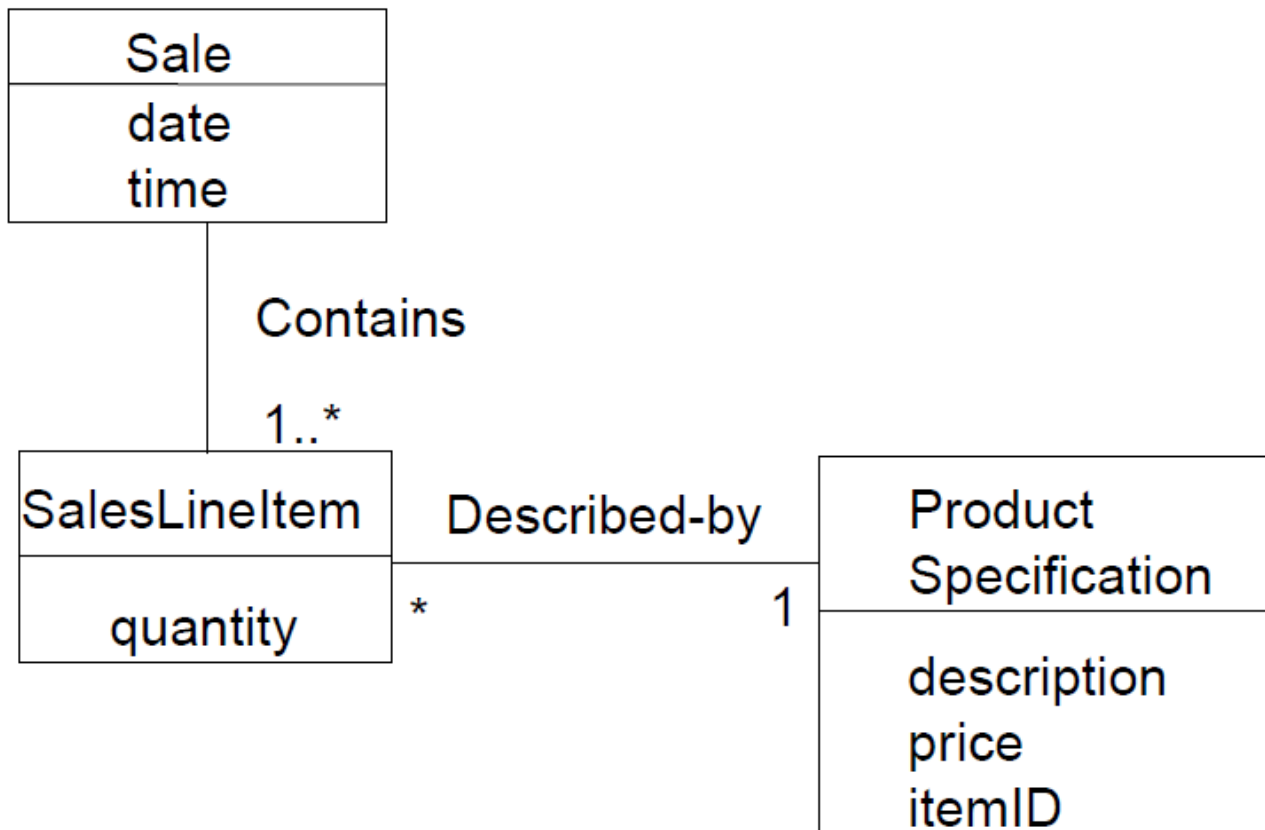 Sale
date
time
Contains
1..*
SalesLineItem
quantity
Described-by
*
1
Product
Specification
description
price
itemID